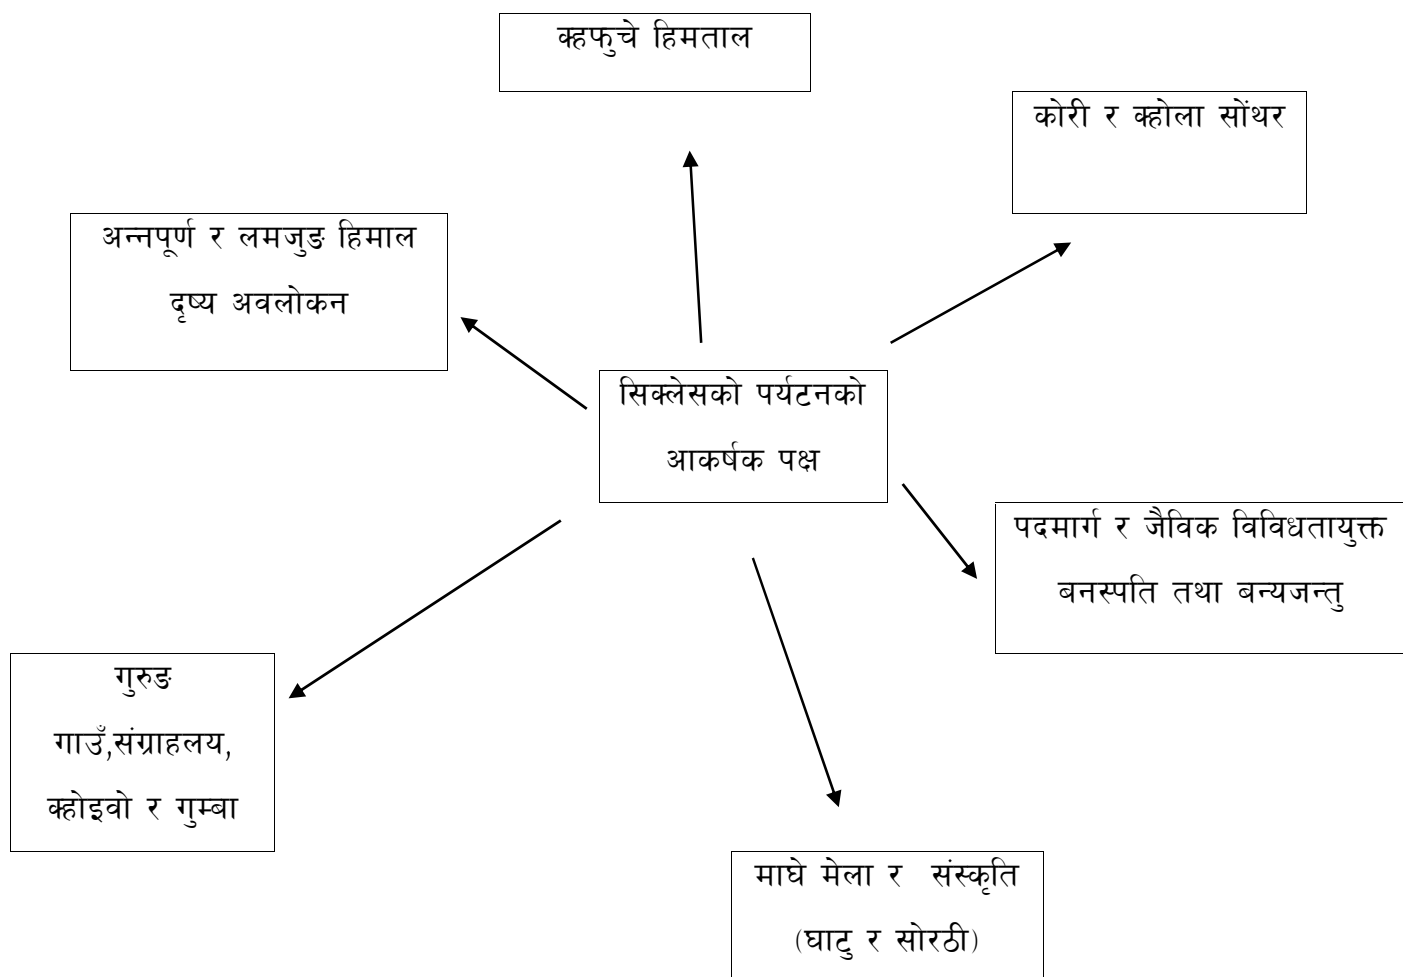 क्हफुचे हिमताल
कोरी र क्होला सोंथर
अन्नपूर्ण र लमजुङ हिमाल
दृष्य अवलोकन
सिक्लेसको पर्यटनको
आकर्षक पक्ष
पदमार्ग र जैविक विविधतायुक्त
बनस्पति तथा बन्यजन्तु
गुरुङ
गाउँ,संग्राहलय,
क्होइवो र गुम्बा
माघे मेला र संस्कृति
(घाटु र सोरठी)